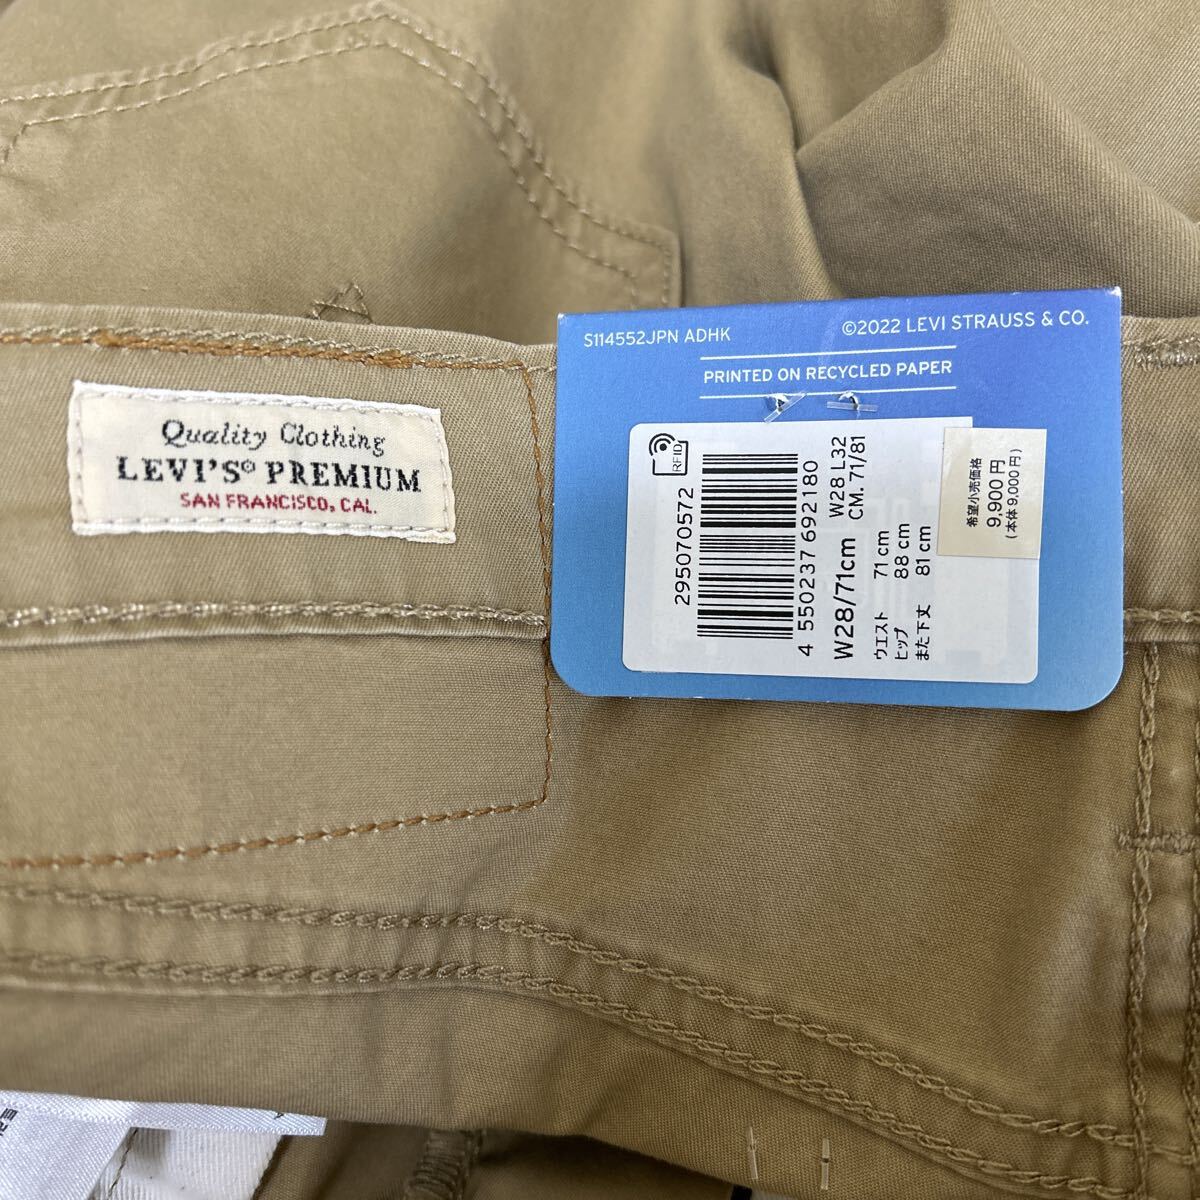 S114552JPN ADHK
©2022 LEVI STRAUSS & CO.
PRINTED ON RECYCLED PAPER
Quality Clothing
LEVI'S® PREMIUM
SAN FRANCISCO, CAL.
RFID
295070572
4 550237 692180
W28 L32
CM. 71/81
W28/71cm
ウエスト 71 cm
ヒップ 88 cm
また下丈 81 cm
希望小売価格
9,900 円
(本体 9,000円)